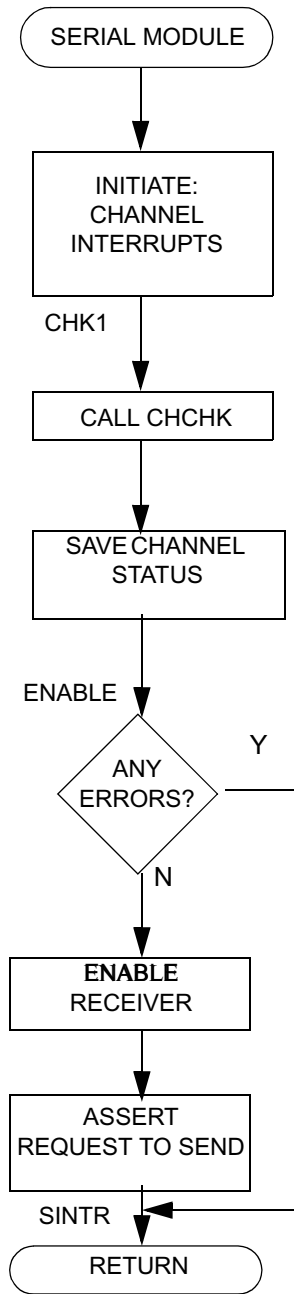 SERIAL MODULE
INITIATE:
CHANNEL
INTERRUPTS
CHK1
CALL CHCHK
SAVE CHANNEL
STATUS
ENABLE
Y
ANY
ERRORS?
N
ENABLE
RECEIVER
ASSERT
REQUEST TO SEND
SINTR
RETURN